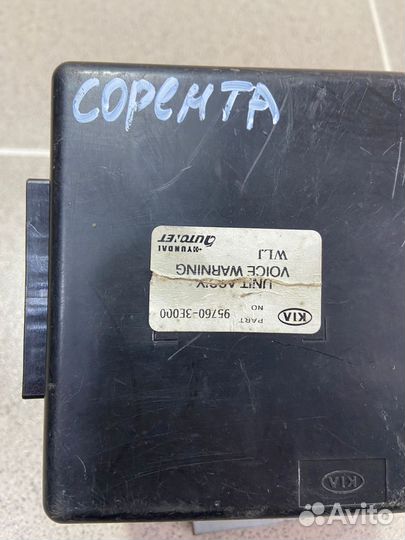 СОРЕНТА
KIA PART NO 95760-3E000
UNIT ASS'Y
VOICE WARNING
WLJ
HYUNDAI
AUTONET
KIA
Avito